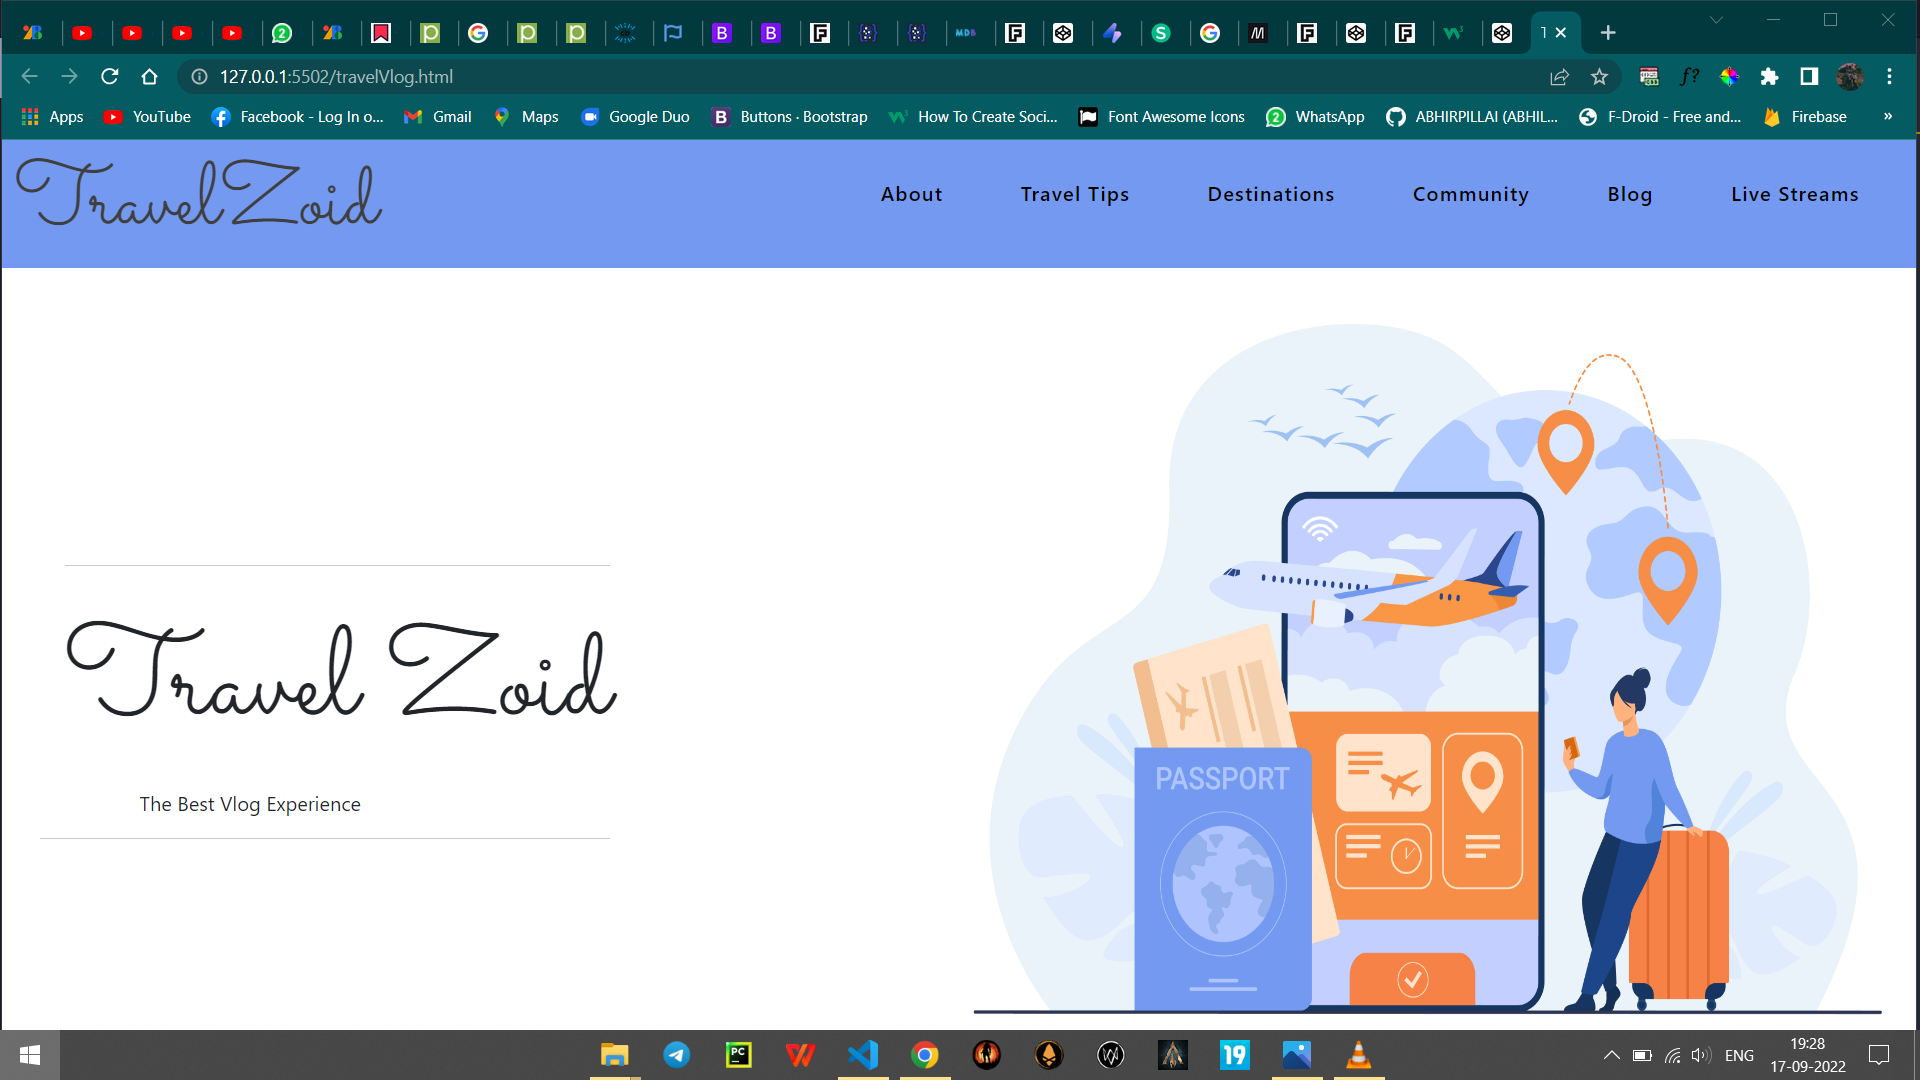 127.0.0.1:5502/travelVlog.html
Apps YouTube Facebook - Log In o... Gmail Maps Google Duo Buttons · Bootstrap How To Create Soci... Font Awesome Icons WhatsApp ABHIRPILLAI (ABHIL... F-Droid - Free and... Firebase »
TravelZoid
About Travel Tips Destinations Community Blog Live Streams
Travel Zoid
The Best Vlog Experience
PASSPORT
ENG
19:28
17-09-2022